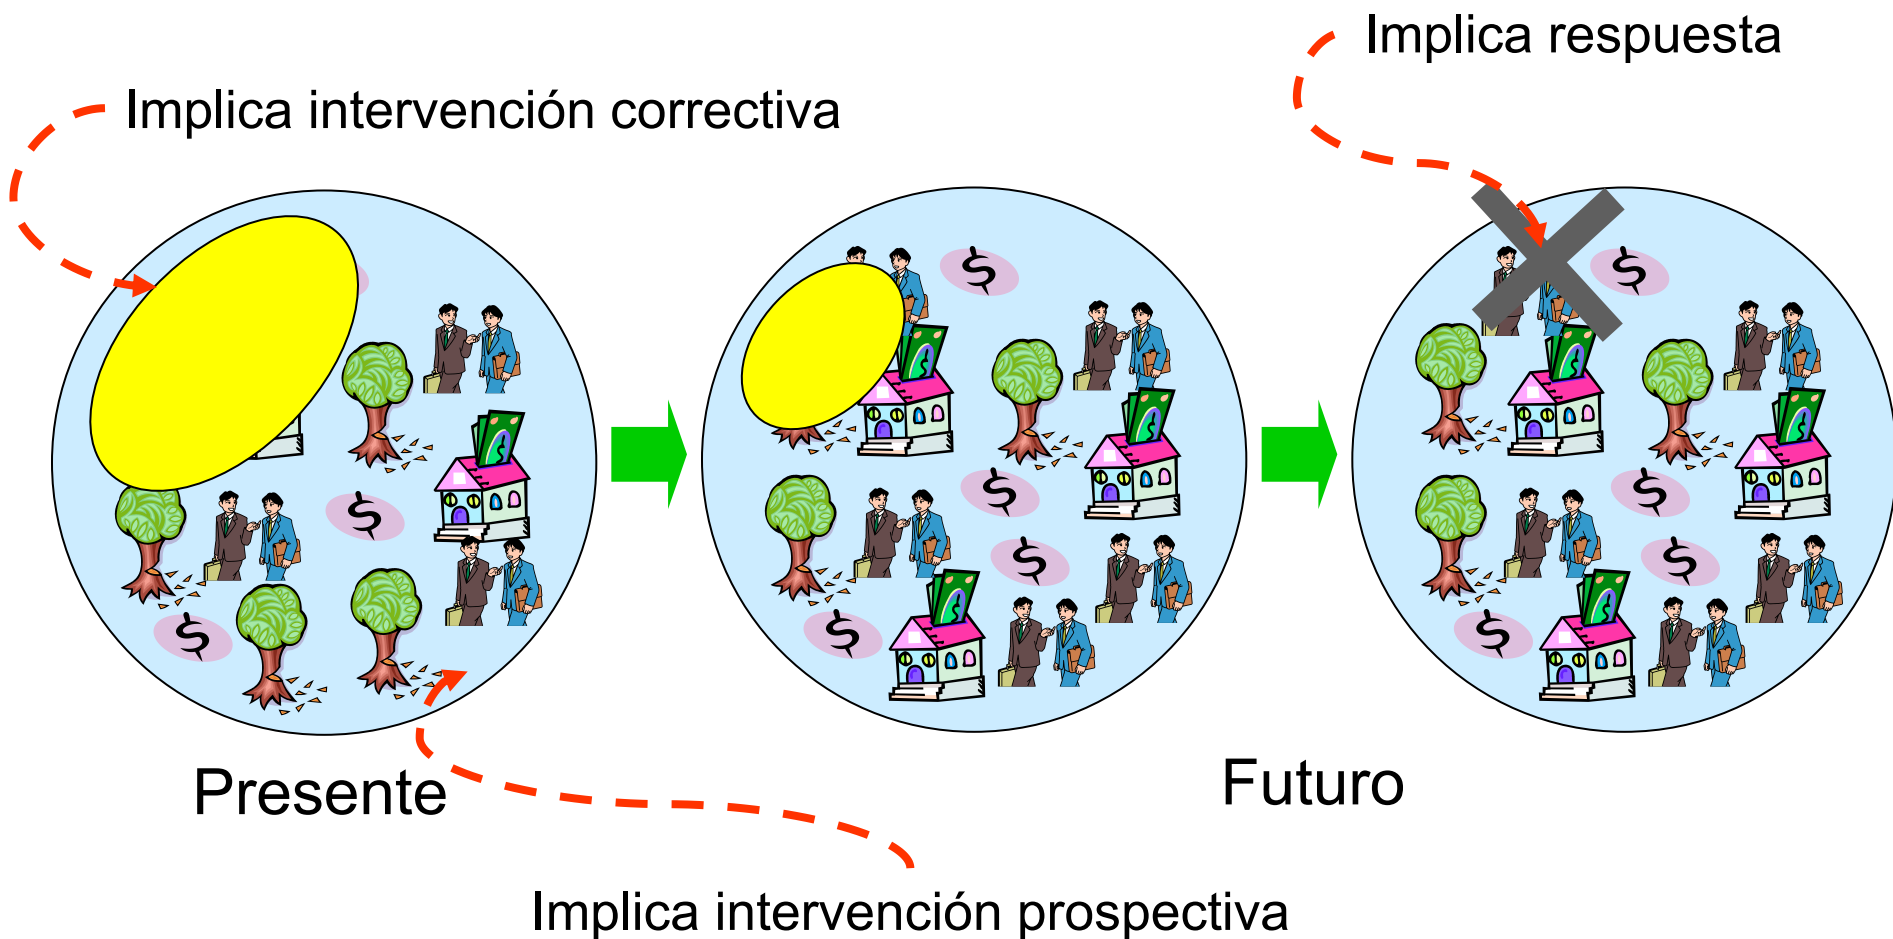 Implica respuesta
Implica intervención correctiva
$
$
$
$
$
$
$
$
$
$
$
Presente
Futuro
Implica intervención prospectiva